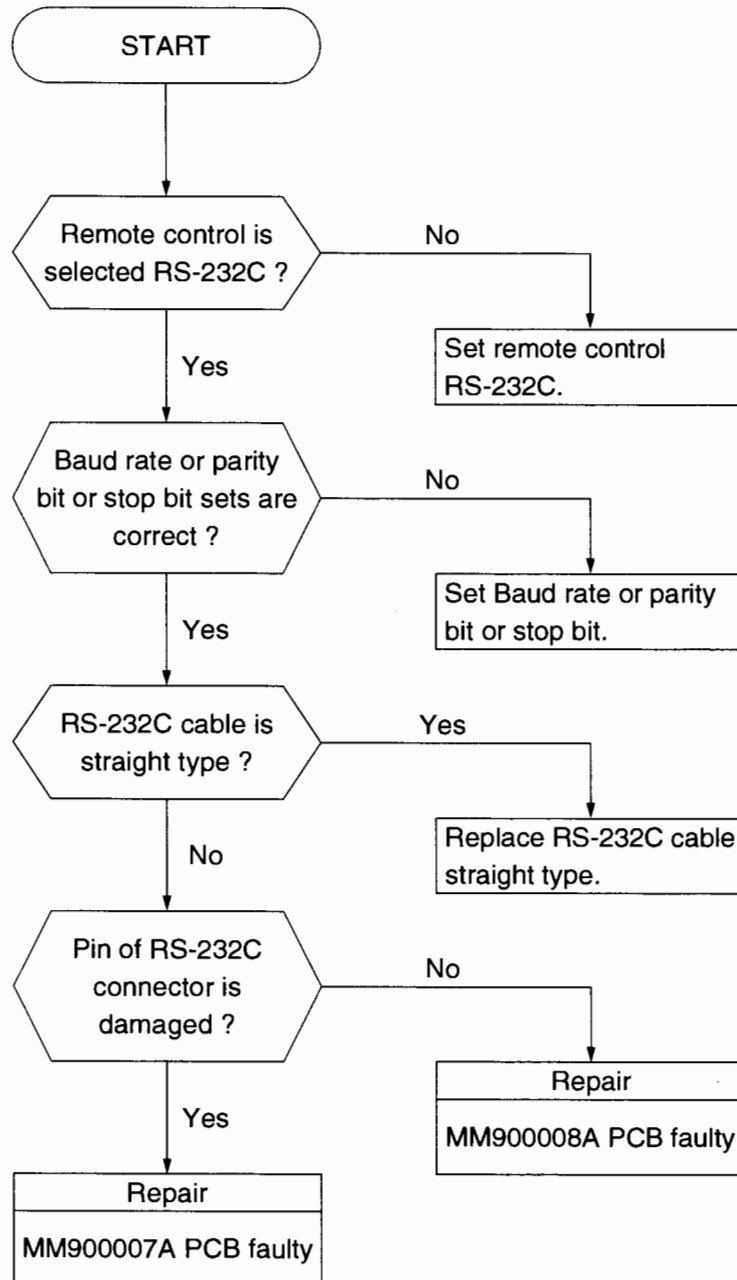 START
Remote control is
selected RS-232C ?
No
Set remote control
RS-232C.
Yes
Baud rate or parity
bit or stop bit sets are
correct ?
No
Set Baud rate or parity
bit or stop bit.
Yes
RS-232C cable is
straight type ?
Yes
Replace RS-232C cable
straight type.
No
Pin of RS-232C
connector is
damaged ?
No
Repair
MM900008A PCB faulty
Yes
Repair
MM900007A PCB faulty